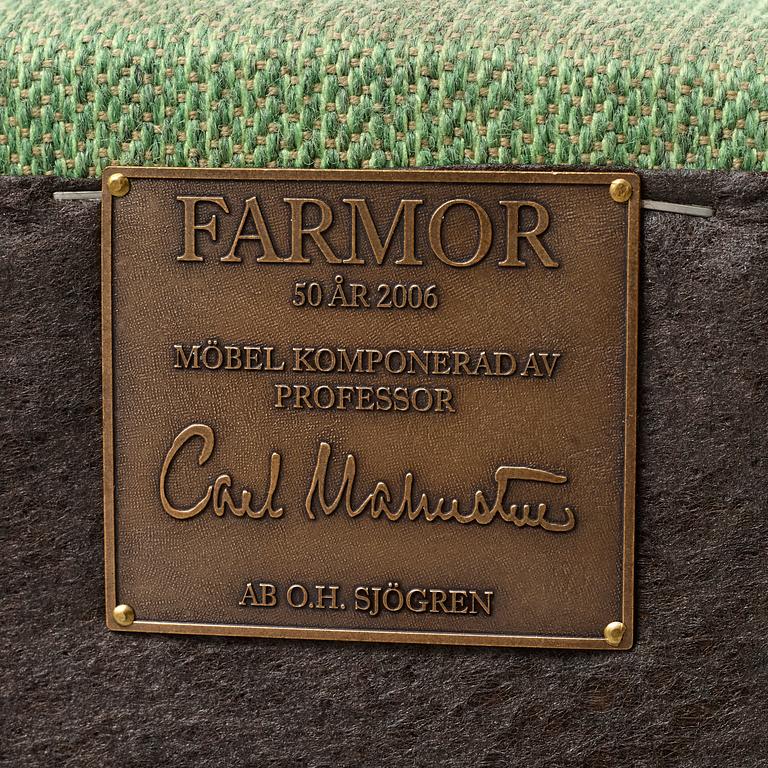 FARMOR
50 ÅR 2006
MÖBEL KOMPONERAD AV
PROFESSOR
Carl Malmsten
AB O.H. SJÖGREN